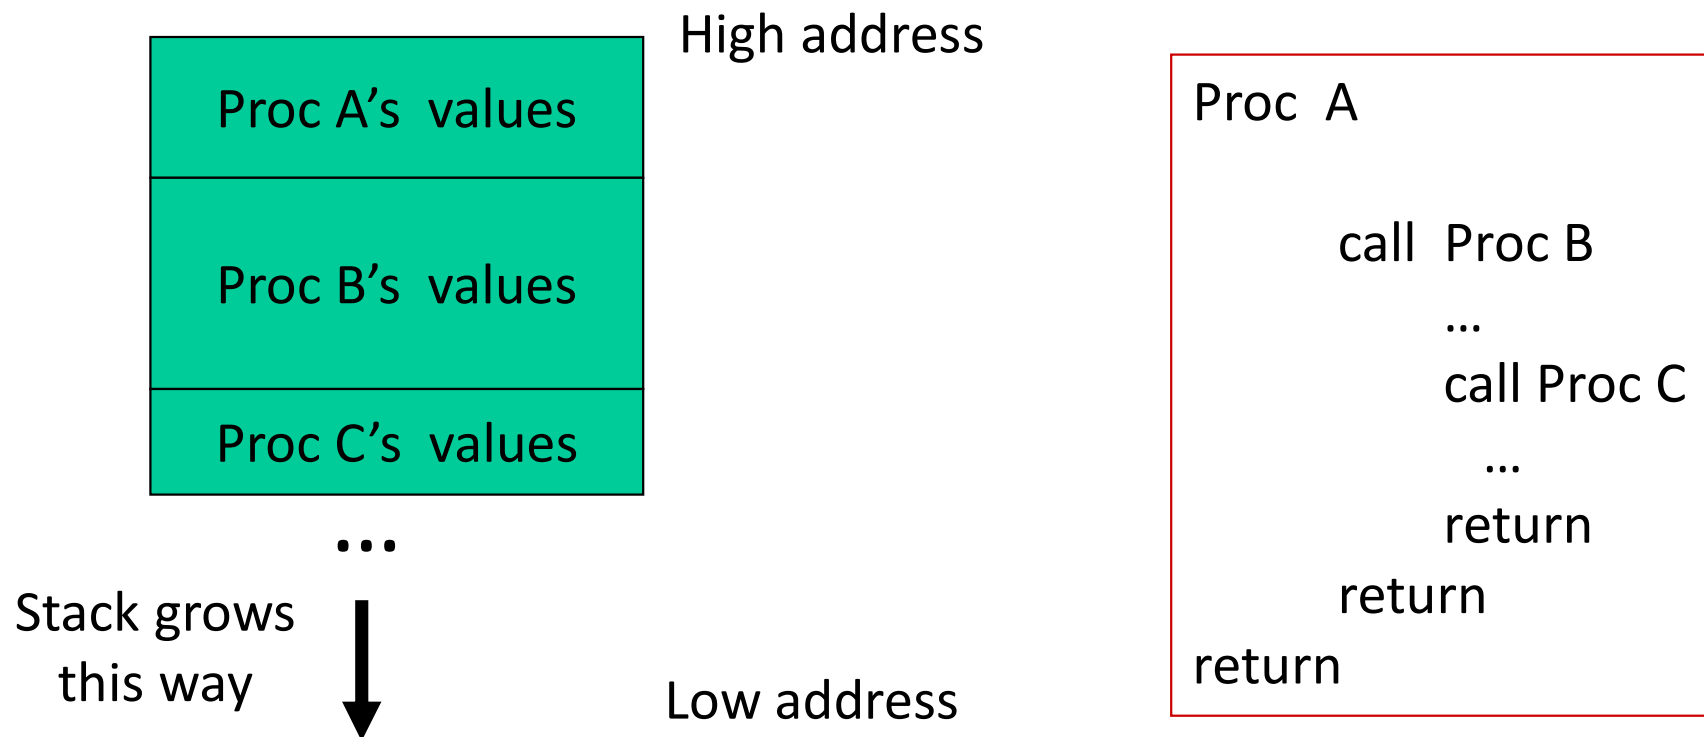 High address
Proc A’s values
Proc B’s values
Proc C’s values
...
Stack grows
this way
Low address
Proc A
call Proc B
...
call Proc C
...
return
return
return